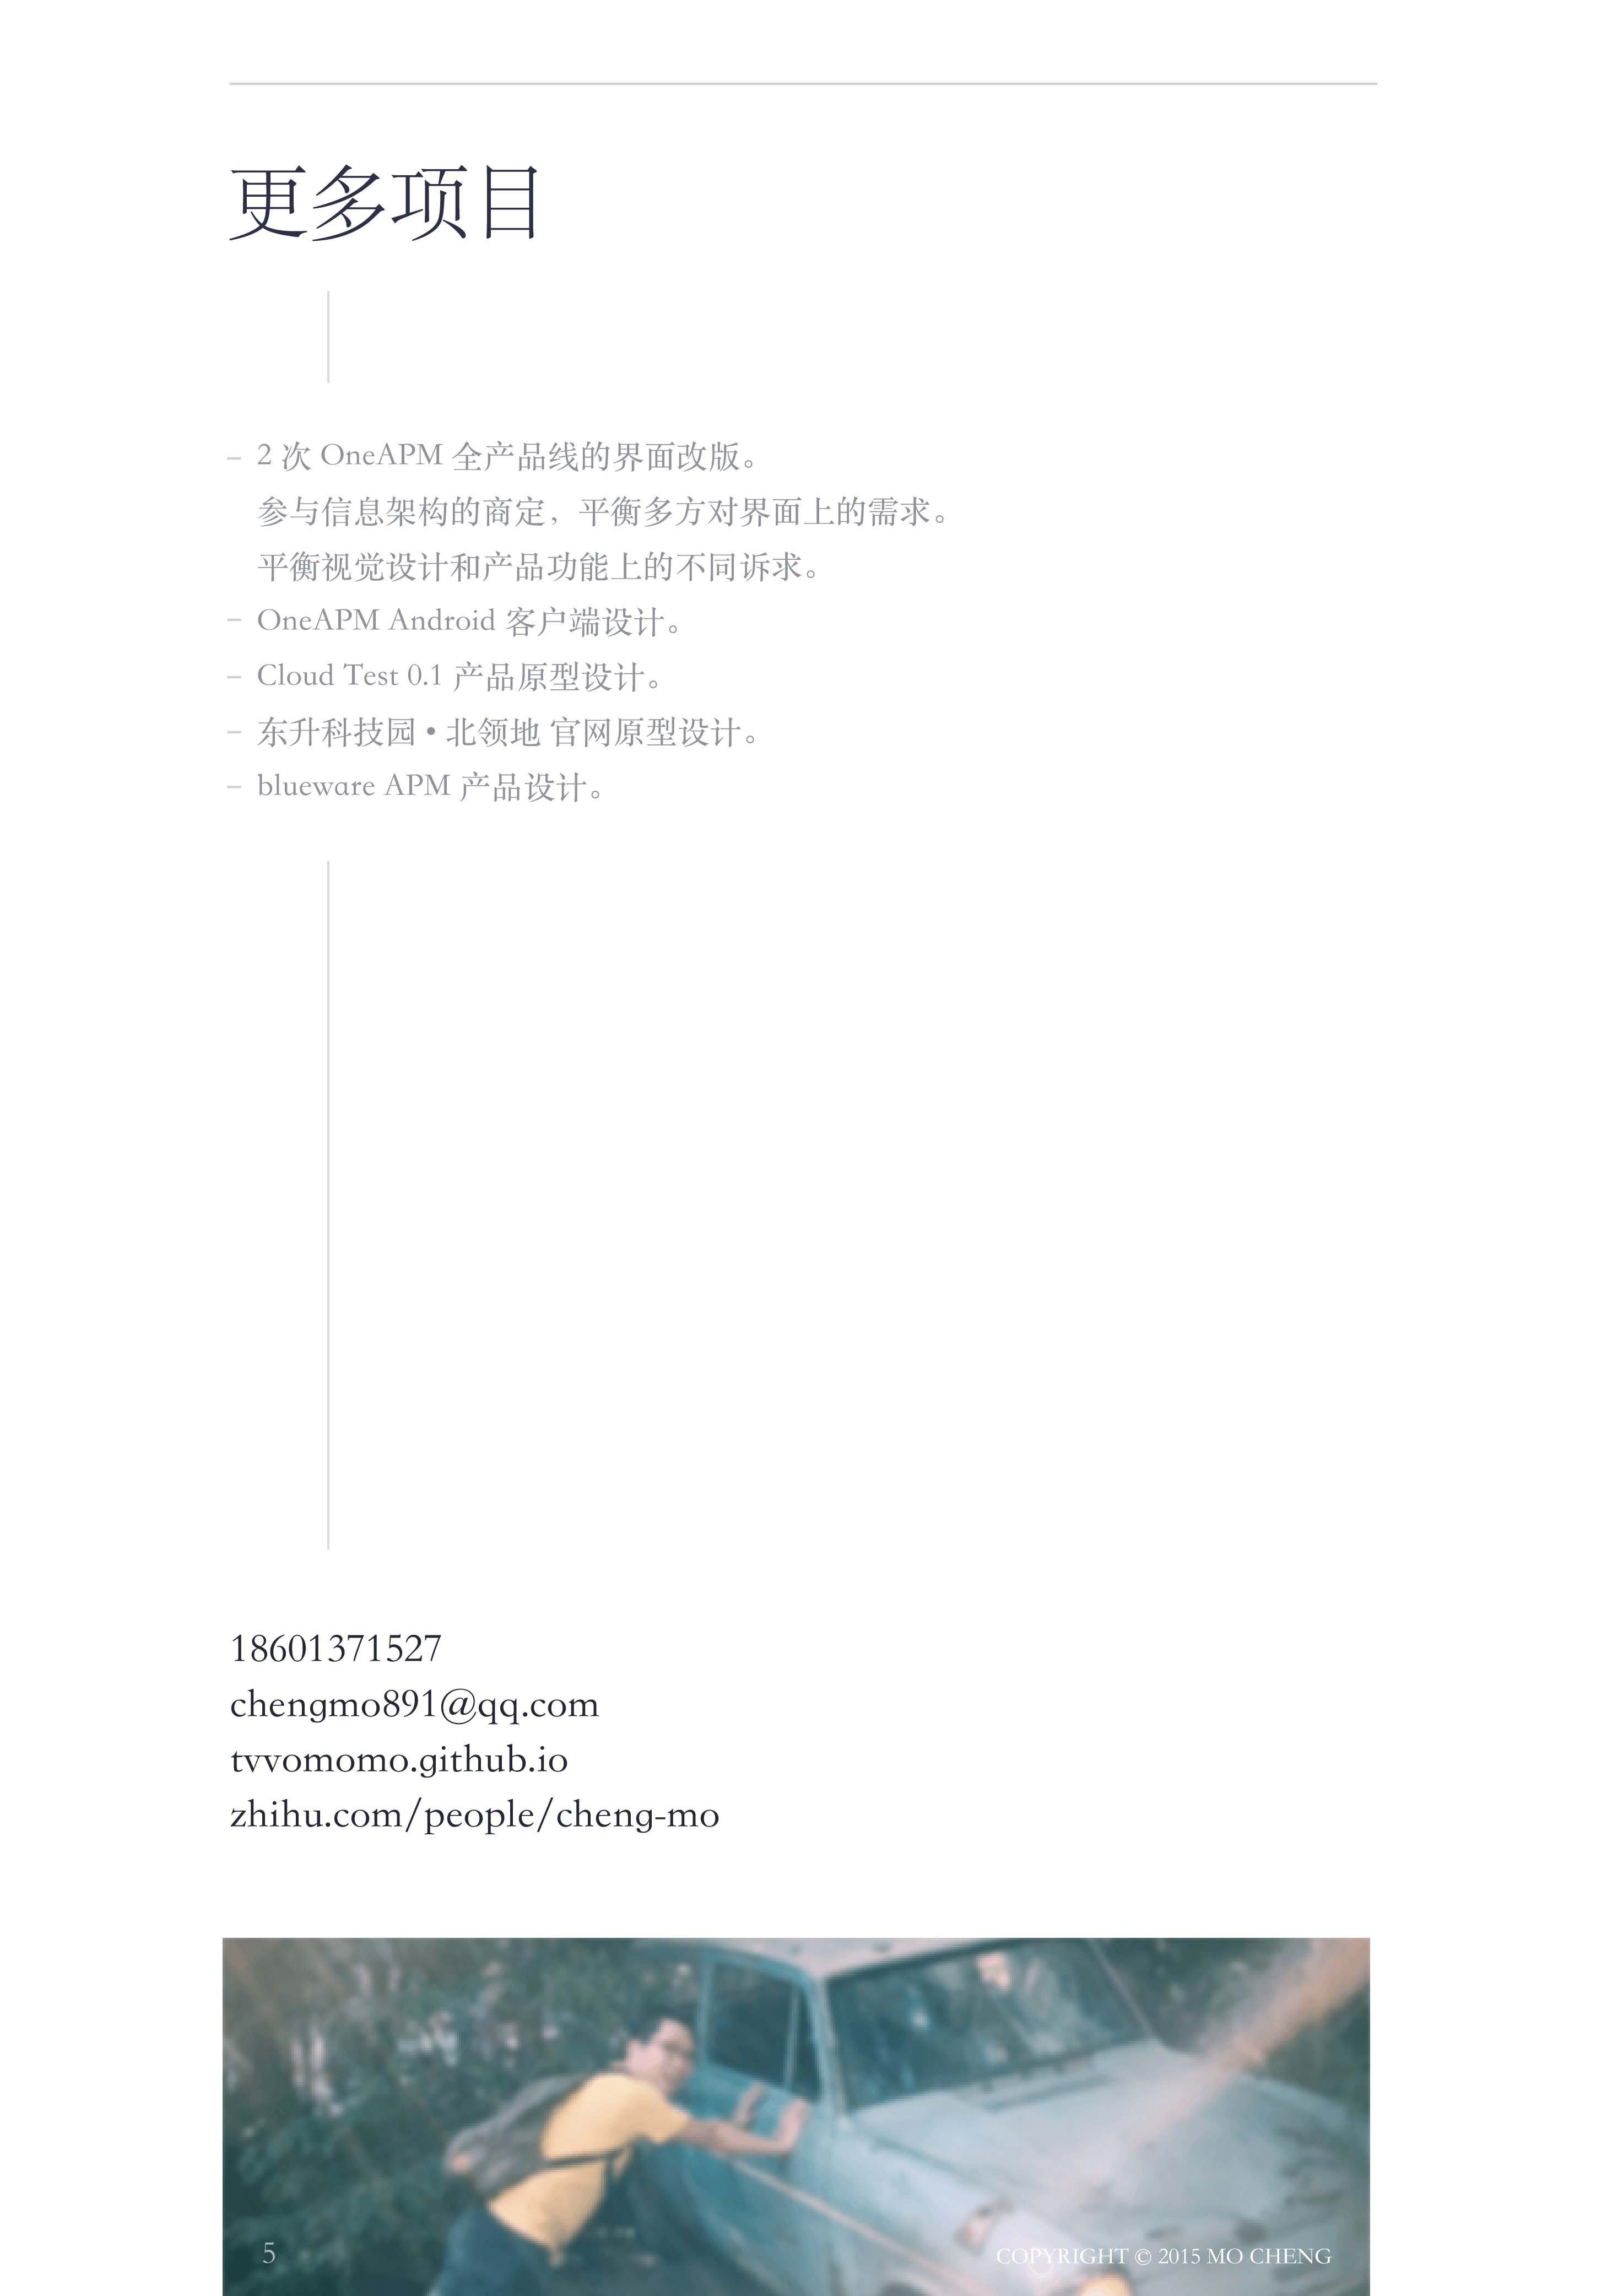 更多项目
– 2 次 OneAPM 全产品线的界面改版。
参与信息架构的商定，平衡多方对界面上的需求。
平衡视觉设计和产品功能上的不同诉求。
– OneAPM Android 客户端设计。
– Cloud Test 0.1 产品原型设计。
– 东升科技园 • 北领地 官网原型设计。
– blueware APM 产品设计。
18601371527
chengmo891@qq.com
tvvomomo.github.io
zhihu.com/people/cheng-mo
5
COPYRIGHT © 2015 MO CHENG